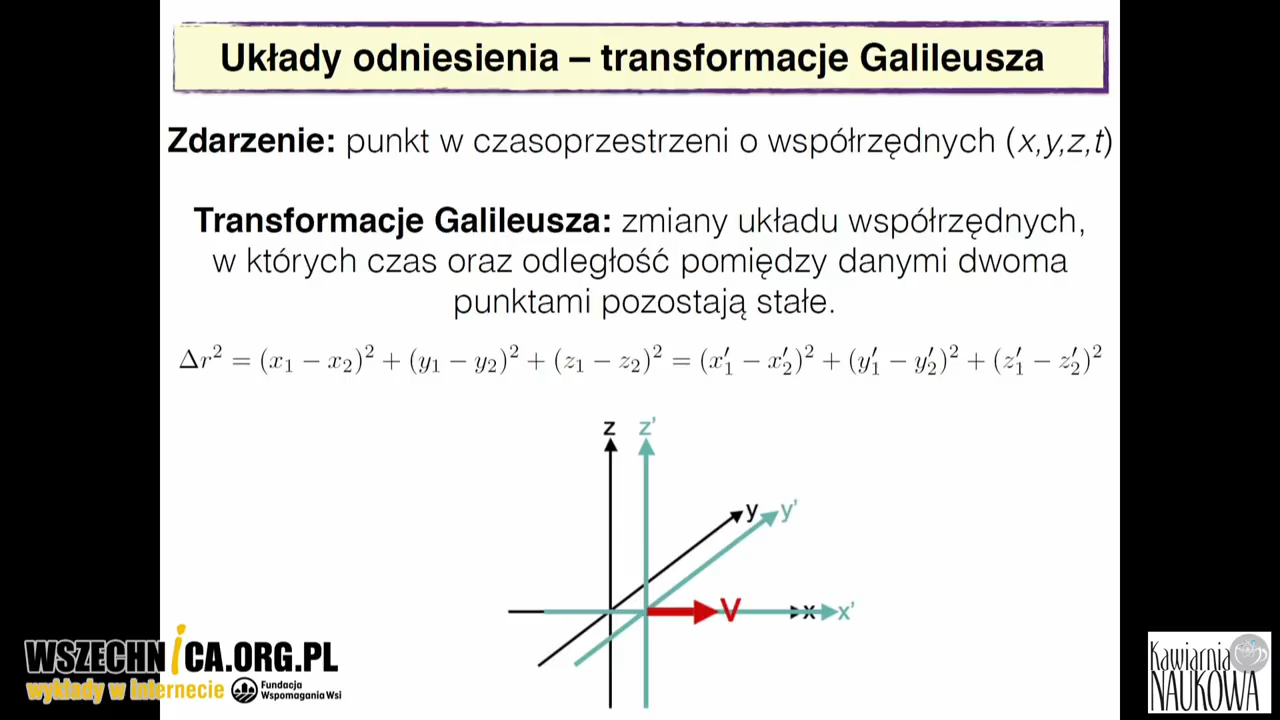 Układy odniesienia – transformacje Galileusza
Zdarzenie: punkt w czasoprzestrzeni o współrzędnych (x,y,z,t)
Transformacje Galileusza: zmiany układu współrzędnych,
w których czas oraz odległość pomiędzy danymi dwoma
punktami pozostają stałe.
Δr² = (x₁ − x₂)² + (y₁ − y₂)² + (z₁ − z₂)² = (x′₁ − x′₂)² + (y′₁ − y′₂)² + (z′₁ − z′₂)²
z z'
y y'
V x x'
WSZECHNICA.ORG.PL
wykłady w Internecie
Fundacja
Wspomagania Wsi
Kawiarnia
NAUKOWA